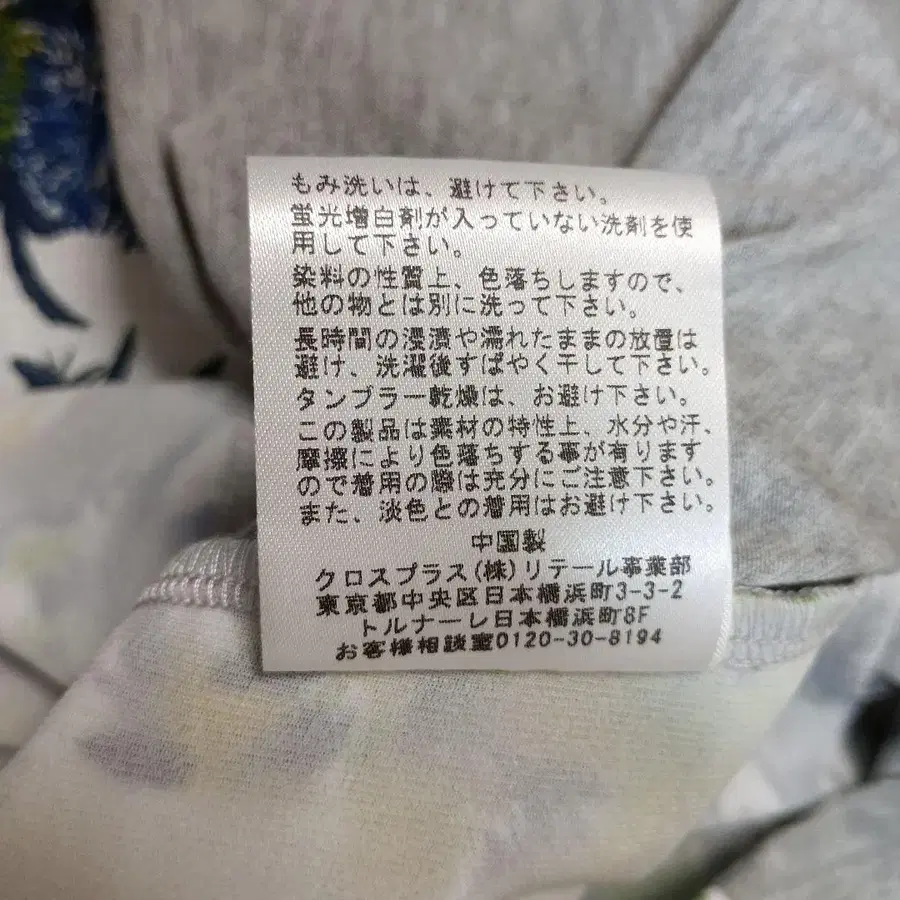 もみ洗いは、避けて下さい。
蛍光増白剤が入っていない洗剤を使
用して下さい。
染料の性質上、色落ちしますので、
他の物とは別に洗って下さい。
長時間の浸漬や濡れたままの放置は
避け、洗濯後すばやく干して下さい。
タンブラー乾燥は、お避け下さい。
この製品は素材の特性上、水分や汗、
摩擦により色落ちする事が有ります
ので着用の際は充分にご注意下さい。
また、淡色との着用はお避け下さい。
中国製
クロスプラス(株)リテール事業部
東京都中央区日本橋浜町3-3-2
トルナーレ日本橋浜町8F
お客様相談室0120-30-8194